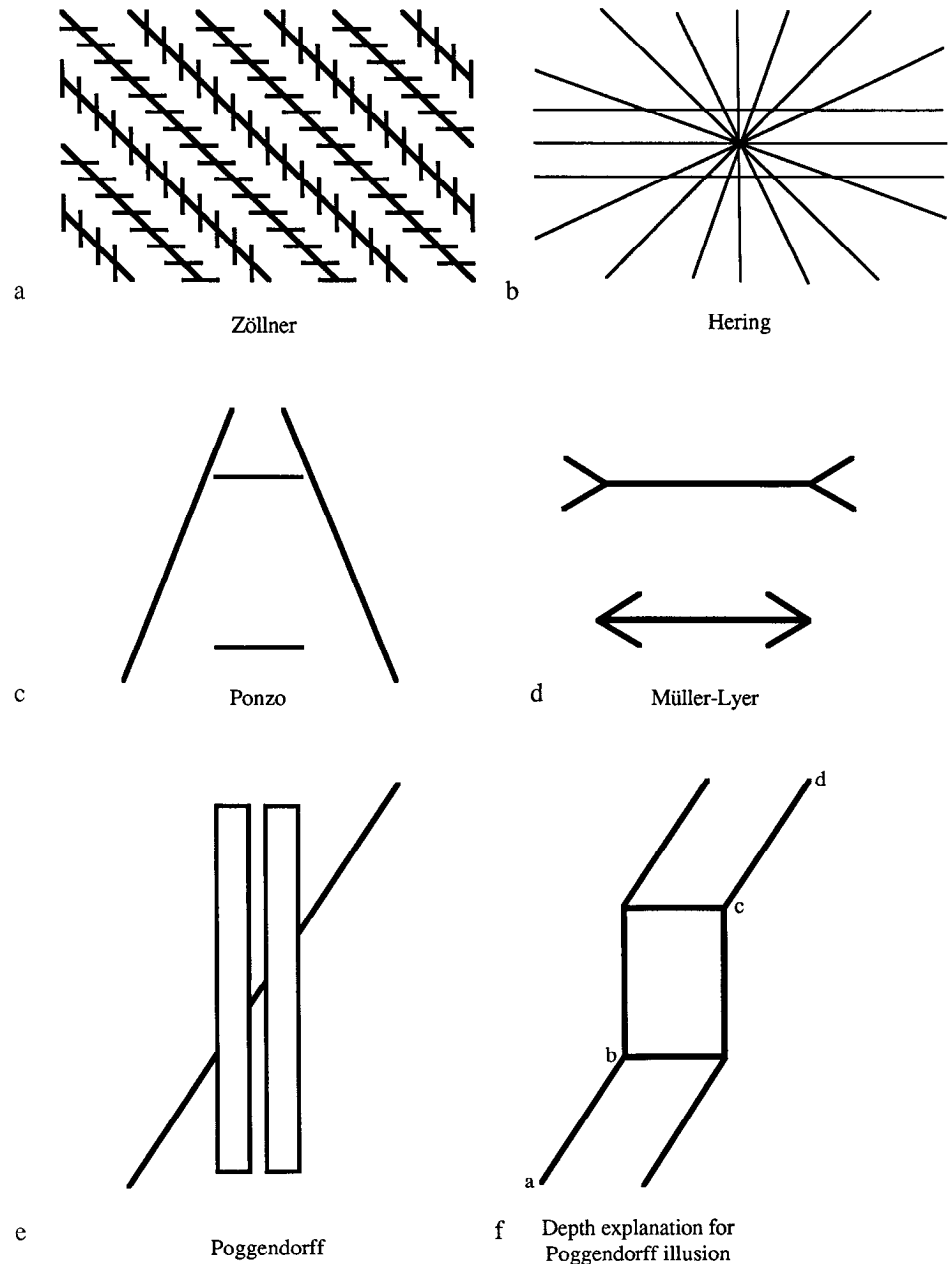 a
Zöllner
b
Hering
c
Ponzo
d
Müller-Lyer
e
Poggendorff
d
c
b
a
f
Depth explanation for
Poggendorff illusion